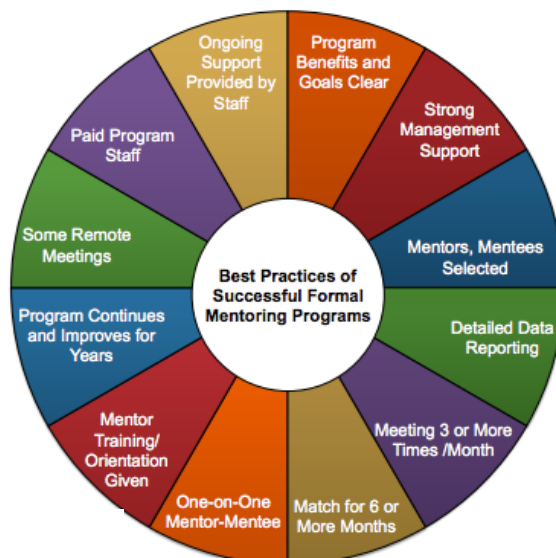 Best Practices of
Successful Formal
Mentoring Programs
Program
Benefits and
Goals Clear
Strong
Management
Support
Mentors, Mentees
Selected
Detailed Data
Reporting
Meeting 3 or More
Times /Month
Match for 6 or
More Months
One-on-One
Mentor-Mentee
Mentor
Training/
Orientation
Given
Program Continues
and Improves for
Years
Some Remote
Meetings
Paid Program
Staff
Ongoing
Support
Provided by
Staff